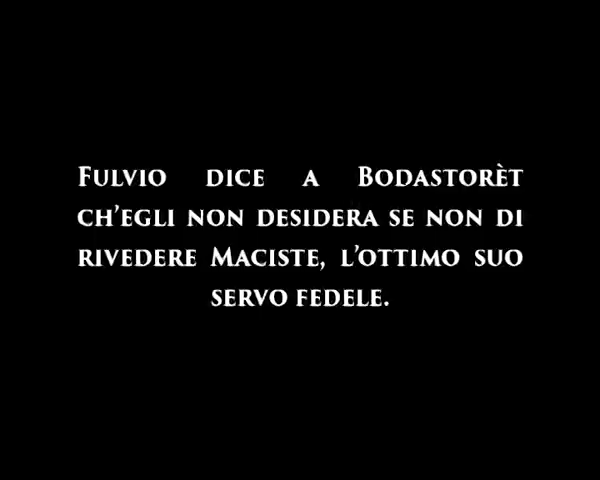 Fulvio dice a Bodastorèt
ch'egli non desidera se non di
rivedere Maciste, l'ottimo suo
servo fedele.